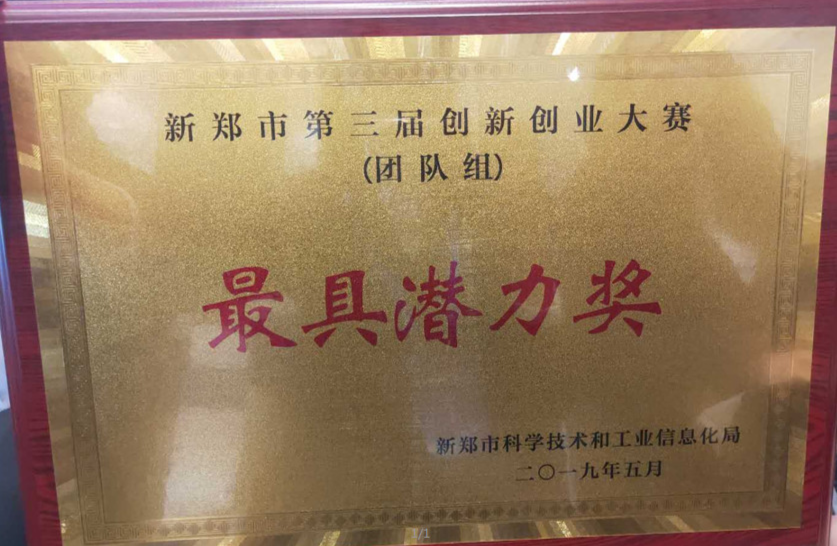 新郑市第三届创新创业大赛
(团队组)
最具潜力奖
新郑市科学技术和工业信息化局
二〇一九年五月
1/1